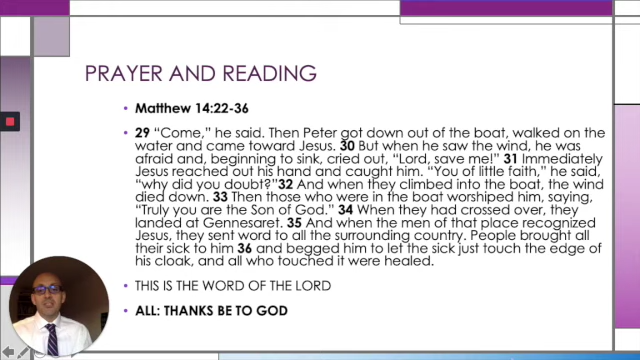 PRAYER AND READING
• Matthew 14:22-36
• 29 “Come,” he said. Then Peter got down out of the boat, walked on the
water and came toward Jesus. 30 But when he saw the wind, he was
afraid and, beginning to sink, cried out, “Lord, save me!” 31 Immediately
Jesus reached out his hand and caught him. “You of little faith,” he said,
“why did you doubt?”32 And when they climbed into the boat, the wind
died down. 33 Then those who were in the boat worshiped him, saying,
“Truly you are the Son of God.” 34 When they had crossed over, they
landed at Gennesaret. 35 And when the men of that place recognized
Jesus, they sent word to all the surrounding country. People brought all
their sick to him 36 and begged him to let the sick just touch the edge of
his cloak, and all who touched it were healed.
• THIS IS THE WORD OF THE LORD
• ALL: THANKS BE TO GOD